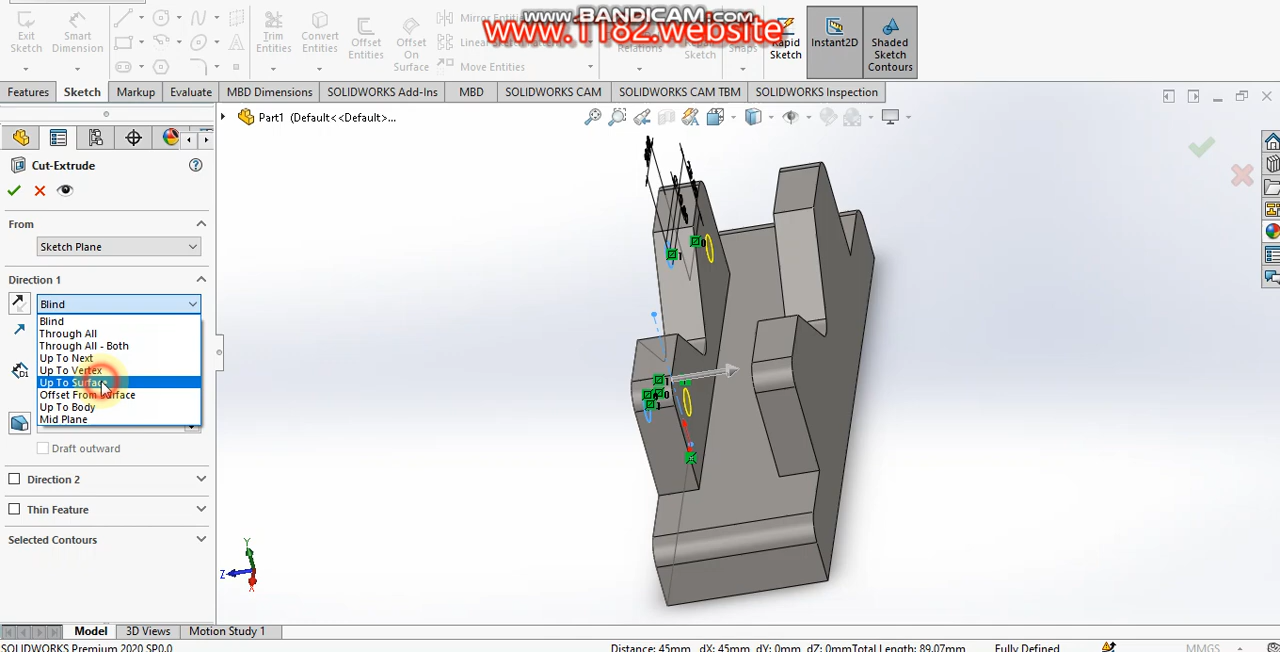 www.BANDICAM.com
www.1182.website
Exit Sketch
Smart Dimension
Trim Entities
Convert Entities
Offset Entities
Offset On Surface
Mirror Entities
Linear Sketch
Move Entities
Relations
Rapid Sketch
Instant2D
Shaded Sketch Contours
Features
Sketch
Markup
Evaluate
MBD Dimensions
SOLIDWORKS Add-Ins
MBD
SOLIDWORKS CAM
SOLIDWORKS CAM TBM
SOLIDWORKS Inspection
Part1 (Default<<Default>...
Cut-Extrude
From
Sketch Plane
Direction 1
Blind
Blind
Through All
Through All - Both
Up To Next
Up To Vertex
Up To Surface
Offset From Surface
Up To Body
Mid Plane
Draft outward
Direction 2
Thin Feature
Selected Contours
Y
Z
X
Model
3D Views
Motion Study 1
SOLIDWORKS Premium 2020 SP0.0
Distance: 45mm dX: 45mm dY: 0mm dZ: 0mm Total Length: 89.07mm
Fully Defined
MMGS